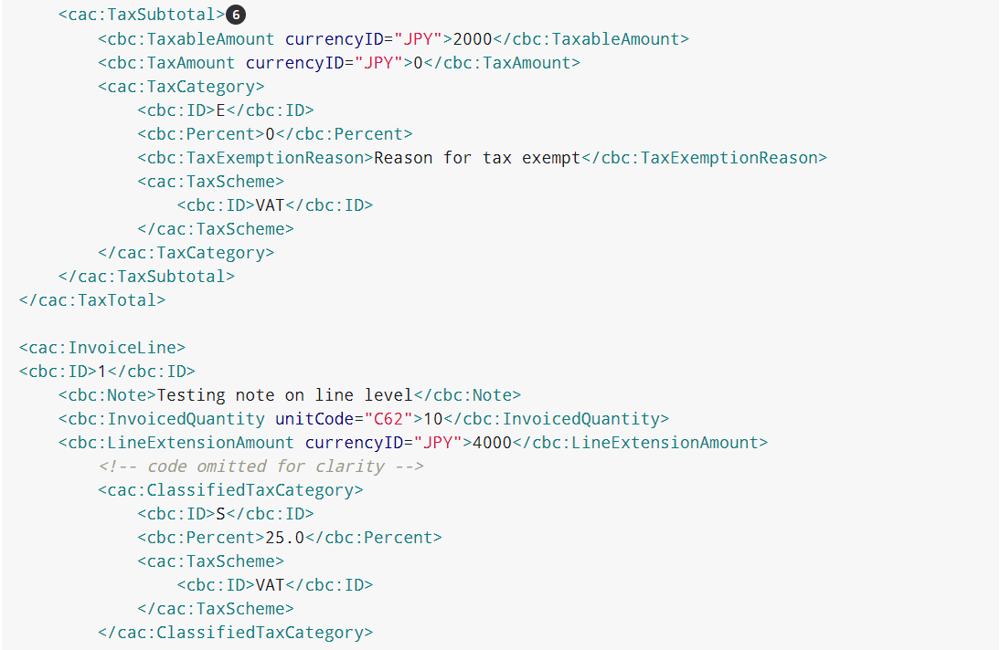 <cac:TaxSubtotal>6
<cbc:TaxableAmount currencyID="JPY">2000</cbc:TaxableAmount>
<cbc:TaxAmount currencyID="JPY">0</cbc:TaxAmount>
<cac:TaxCategory>
<cbc:ID>E</cbc:ID>
<cbc:Percent>0</cbc:Percent>
<cbc:TaxExemptionReason>Reason for tax exempt</cbc:TaxExemptionReason>
<cac:TaxScheme>
<cbc:ID>VAT</cbc:ID>
</cac:TaxScheme>
</cac:TaxCategory>
</cac:TaxSubtotal>
</cac:TaxTotal>
<cac:InvoiceLine>
<cbc:ID>1</cbc:ID>
<cbc:Note>Testing note on line level</cbc:Note>
<cbc:InvoicedQuantity unitCode="C62">10</cbc:InvoicedQuantity>
<cbc:LineExtensionAmount currencyID="JPY">4000</cbc:LineExtensionAmount>
<!-- code omitted for clarity -->
<cac:ClassifiedTaxCategory>
<cbc:ID>S</cbc:ID>
<cbc:Percent>25.0</cbc:Percent>
<cac:TaxScheme>
<cbc:ID>VAT</cbc:ID>
</cac:TaxScheme>
</cac:ClassifiedTaxCategory>